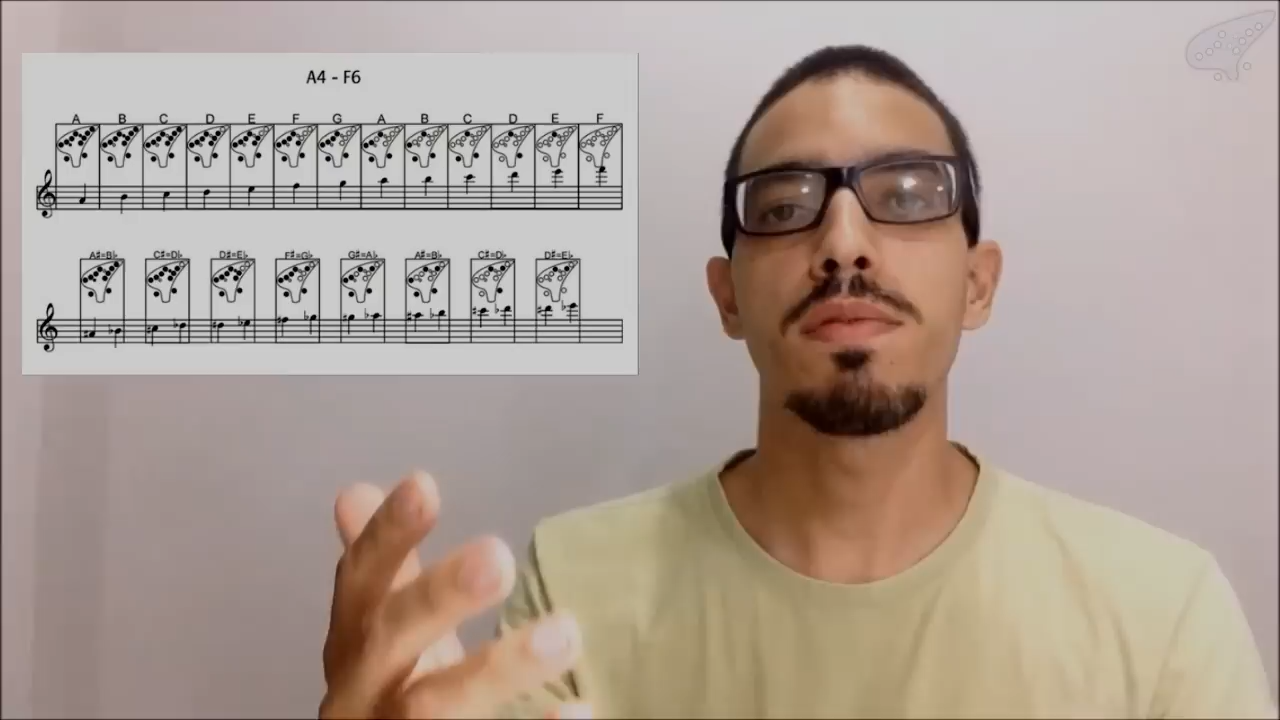 A4 - F6
A B C D E F G A B C D E F
A♯=B♭ C♯=D♭ D♯=E♭ F♯=G♭ G♯=A♭ A♯=B♭ C♯=D♭ D♯=E♭